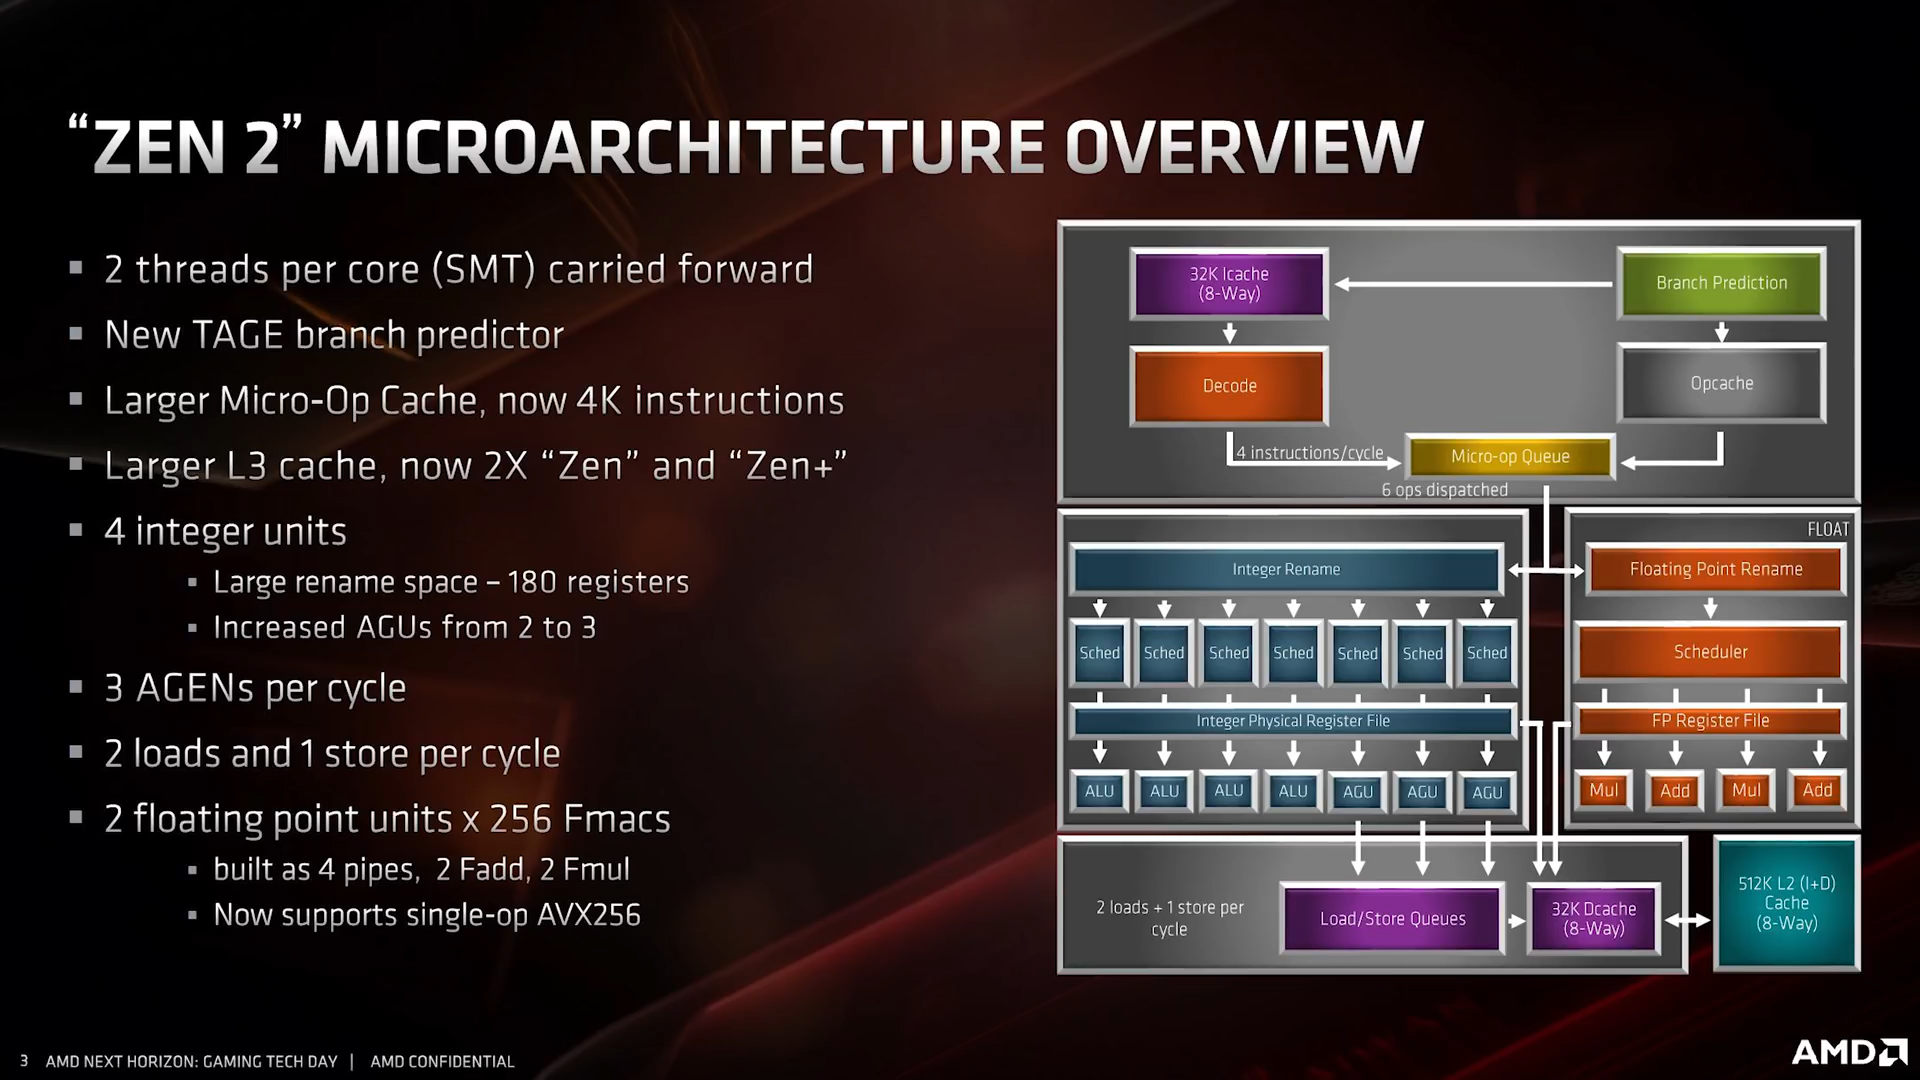 “ZEN 2” MICROARCHITECTURE OVERVIEW
▪ 2 threads per core (SMT) carried forward
▪ New TAGE branch predictor
▪ Larger Micro-Op Cache, now 4K instructions
▪ Larger L3 cache, now 2X “Zen” and “Zen+”
▪ 4 integer units
▪ Large rename space – 180 registers
▪ Increased AGUs from 2 to 3
▪ 3 AGENs per cycle
▪ 2 loads and 1 store per cycle
▪ 2 floating point units x 256 Fmacs
▪ built as 4 pipes, 2 Fadd, 2 Fmul
▪ Now supports single-op AVX256
32K Icache
(8-Way)
Branch Prediction
Decode
Opcache
4 instructions/cycle
Micro-op Queue
6 ops dispatched
FLOAT
Integer Rename
Floating Point Rename
Sched Sched Sched Sched Sched Sched Sched
Scheduler
Integer Physical Register File
FP Register File
ALU ALU ALU ALU AGU AGU AGU
Mul Add Mul Add
2 loads + 1 store per
cycle
Load/Store Queues
32K Dcache
(8-Way)
512K L2 (I+D)
Cache
(8-Way)
3 AMD NEXT HORIZON: GAMING TECH DAY | AMD CONFIDENTIAL
AMD